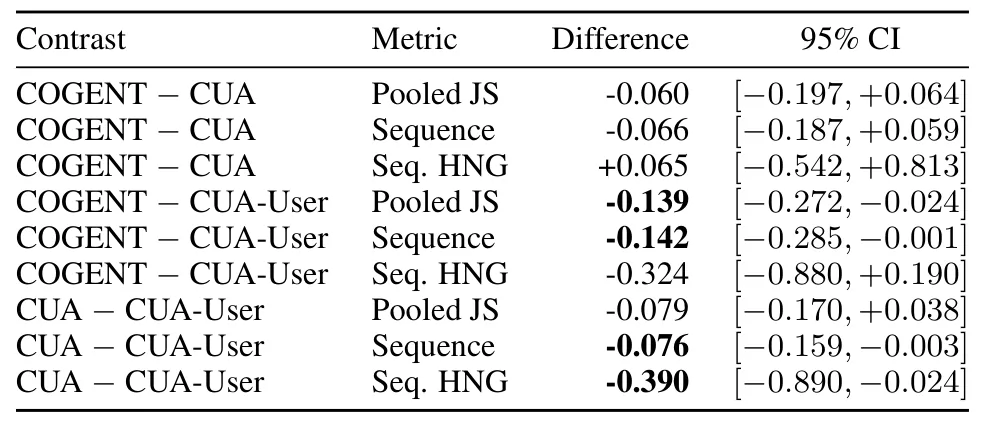 Contrast Metric Difference 95% CI
COGENT − CUA Pooled JS -0.060 [−0.197, +0.064]
COGENT − CUA Sequence -0.066 [−0.187, +0.059]
COGENT − CUA Seq. HNG +0.065 [−0.542, +0.813]
COGENT − CUA-User Pooled JS -0.139 [−0.272, −0.024]
COGENT − CUA-User Sequence -0.142 [−0.285, −0.001]
COGENT − CUA-User Seq. HNG -0.324 [−0.880, +0.190]
CUA − CUA-User Pooled JS -0.079 [−0.170, +0.038]
CUA − CUA-User Sequence -0.076 [−0.159, −0.003]
CUA − CUA-User Seq. HNG -0.390 [−0.890, −0.024]